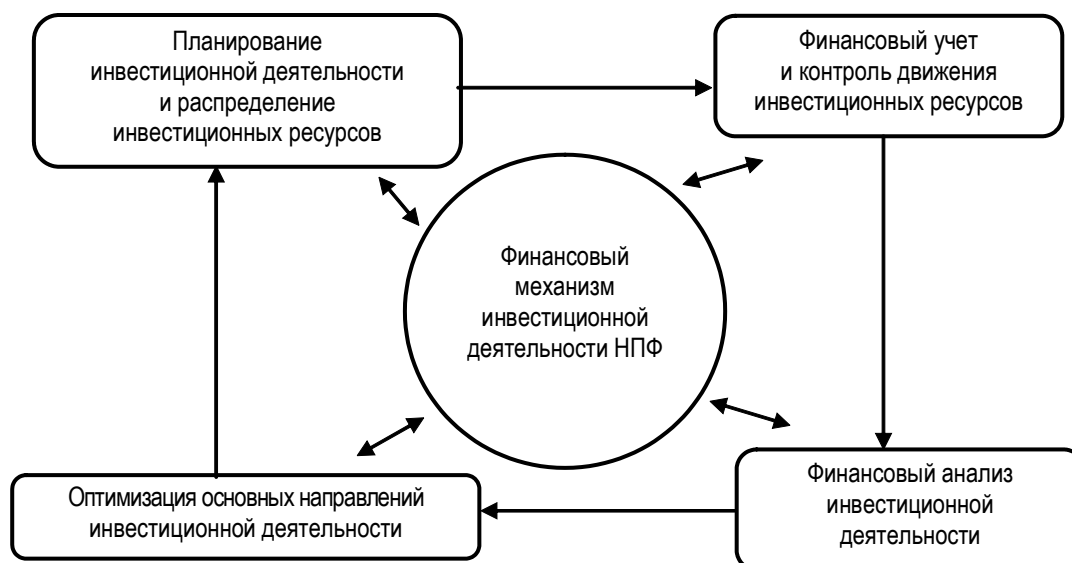 Планирование
инвестиционной деятельности
и распределение
инвестиционных ресурсов
Финансовый учет
и контроль движения
инвестиционных ресурсов
Финансовый
механизм
инвестиционной
деятельности НПФ
Оптимизация основных направлений
инвестиционной деятельности
Финансовый анализ
инвестиционной
деятельности